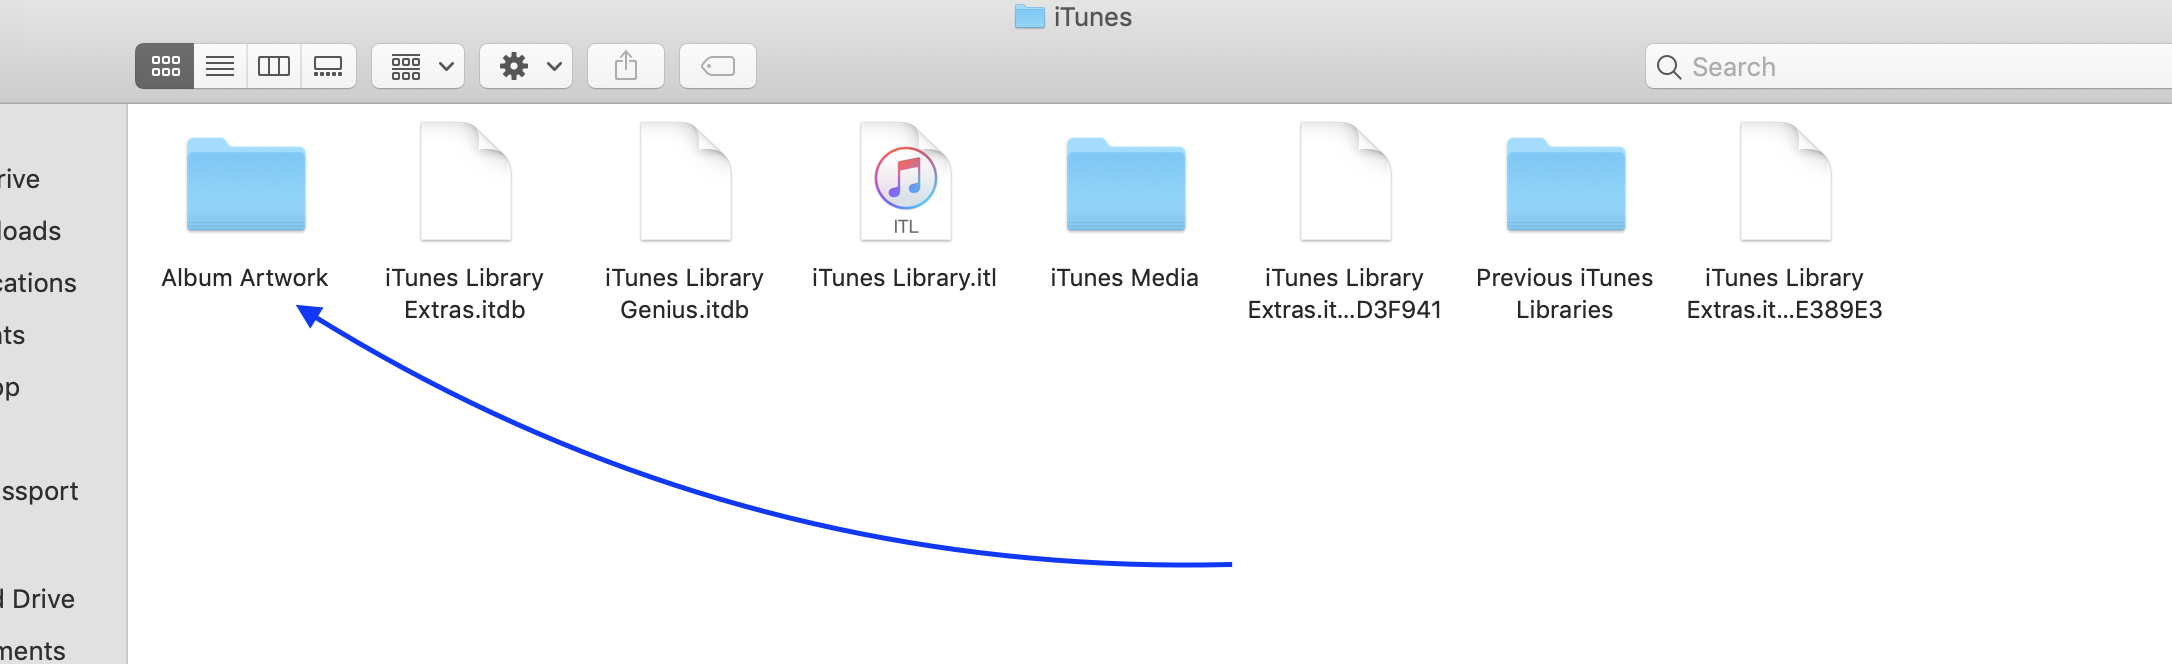 iTunes
Search
rive
loads
cations
nts
op
ssport
d Drive
ments
Album Artwork
iTunes Library
Extras.itdb
iTunes Library
Genius.itdb
ITL
iTunes Library.itl
iTunes Media
iTunes Library
Extras.it...D3F941
Previous iTunes
Libraries
iTunes Library
Extras.it...E389E3